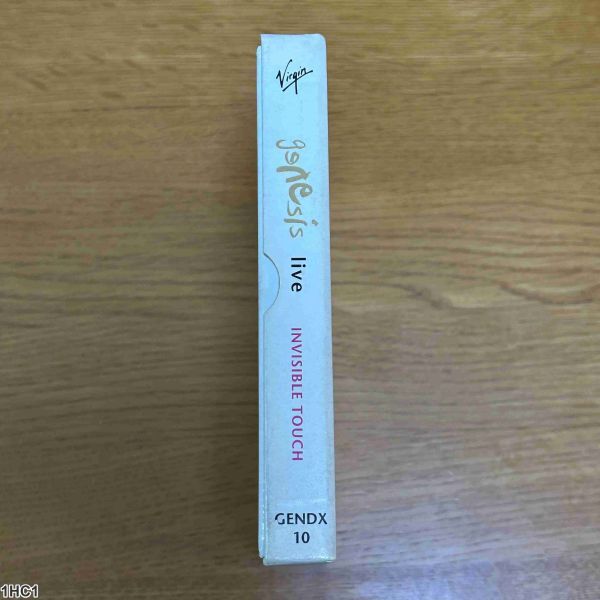 Virgin
genesis
live
INVISIBLE TOUCH
GENDX
10
1HC1